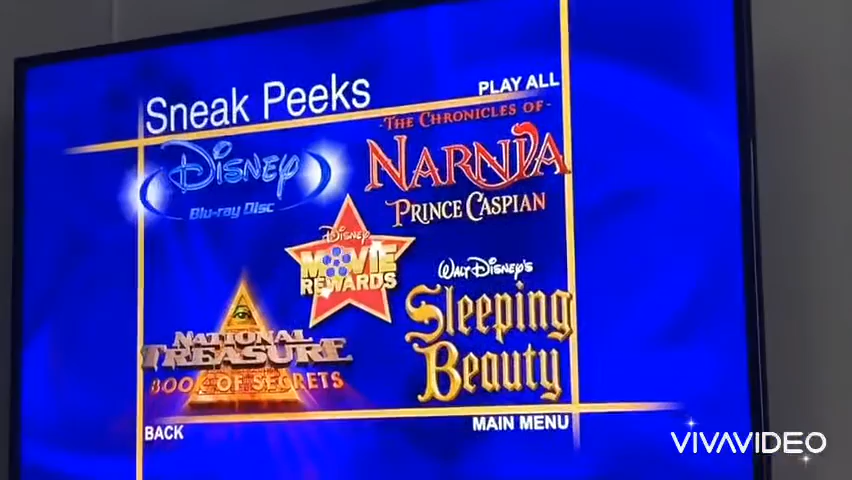 Sneak Peeks
PLAY ALL
Disney
Blu-ray Disc
-THE CHRONICLES OF-
NARNIA
PRINCE CASPIAN
Disney
MOVIE
REWARDS
NATIONAL
TREASURE
BOOK OF SECRETS
WALT DISNEY'S
Sleeping
Beauty
BACK
MAIN MENU
VIVAVIDEO